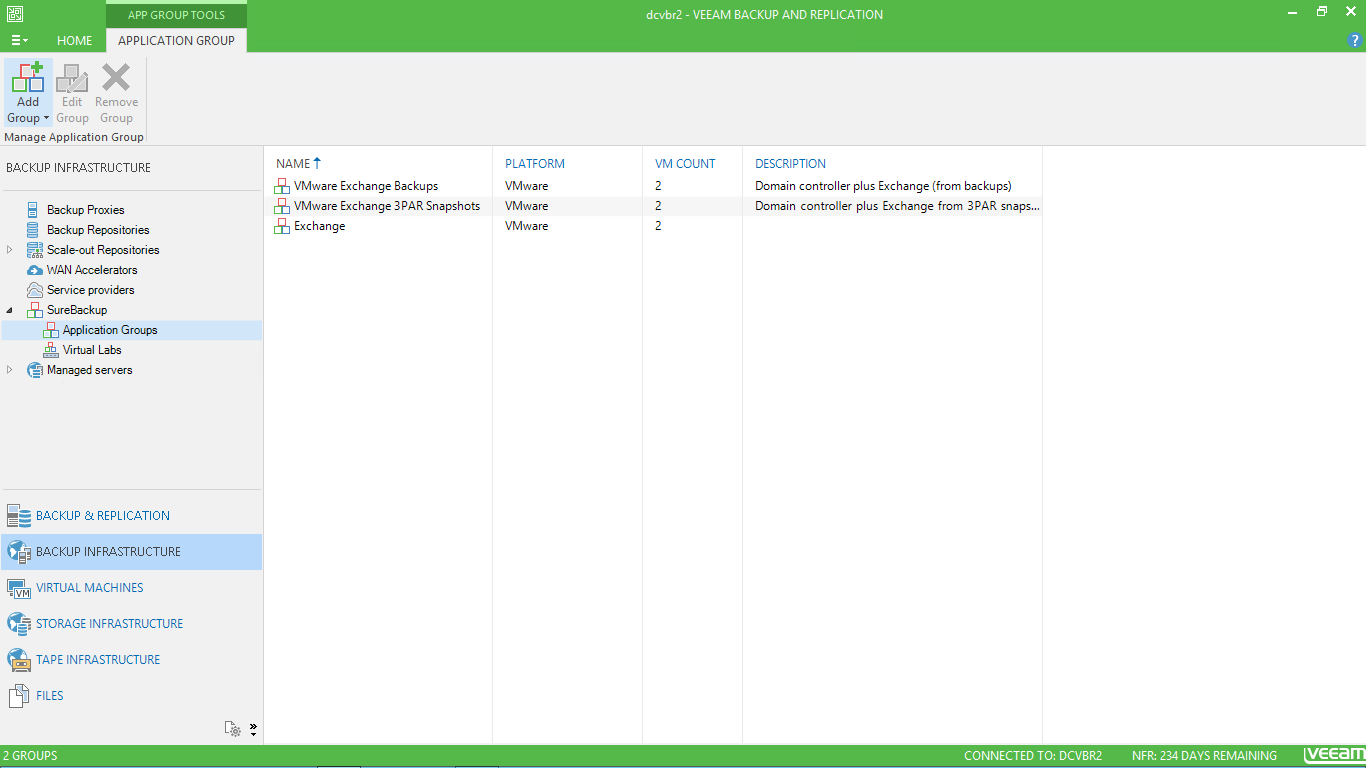 APP GROUP TOOLS
dcvbr2 - VEEAM BACKUP AND REPLICATION
HOME
APPLICATION GROUP
?
Add Group
Edit Group
Remove Group
Manage Application Group
BACKUP INFRASTRUCTURE
Backup Proxies
Backup Repositories
Scale-out Repositories
WAN Accelerators
Service providers
SureBackup
Application Groups
Virtual Labs
Managed servers
BACKUP & REPLICATION
BACKUP INFRASTRUCTURE
VIRTUAL MACHINES
STORAGE INFRASTRUCTURE
TAPE INFRASTRUCTURE
FILES
NAME PLATFORM VM COUNT DESCRIPTION
VMware Exchange Backups VMware 2 Domain controller plus Exchange (from backups)
VMware Exchange 3PAR Snapshots VMware 2 Domain controller plus Exchange from 3PAR snaps...
Exchange VMware 2
2 GROUPS
CONNECTED TO: DCVBR2
NFR: 234 DAYS REMAINING
veeam